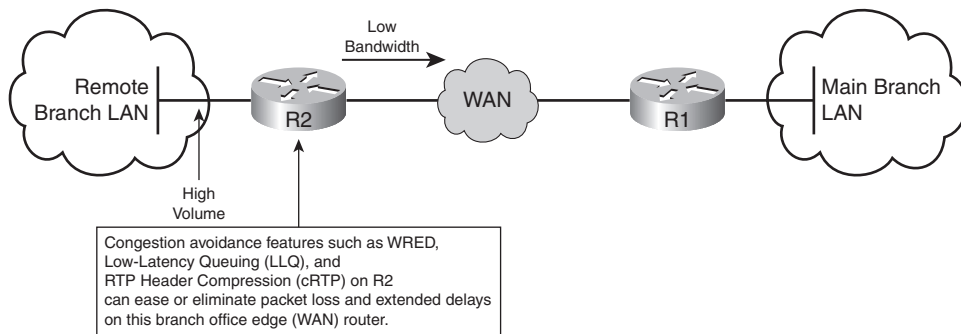 Low
Bandwidth
Remote
Branch LAN
R2
WAN
R1
Main Branch
LAN
High
Volume
Congestion avoidance features such as WRED,
Low-Latency Queuing (LLQ), and
RTP Header Compression (cRTP) on R2
can ease or eliminate packet loss and extended delays
on this branch office edge (WAN) router.